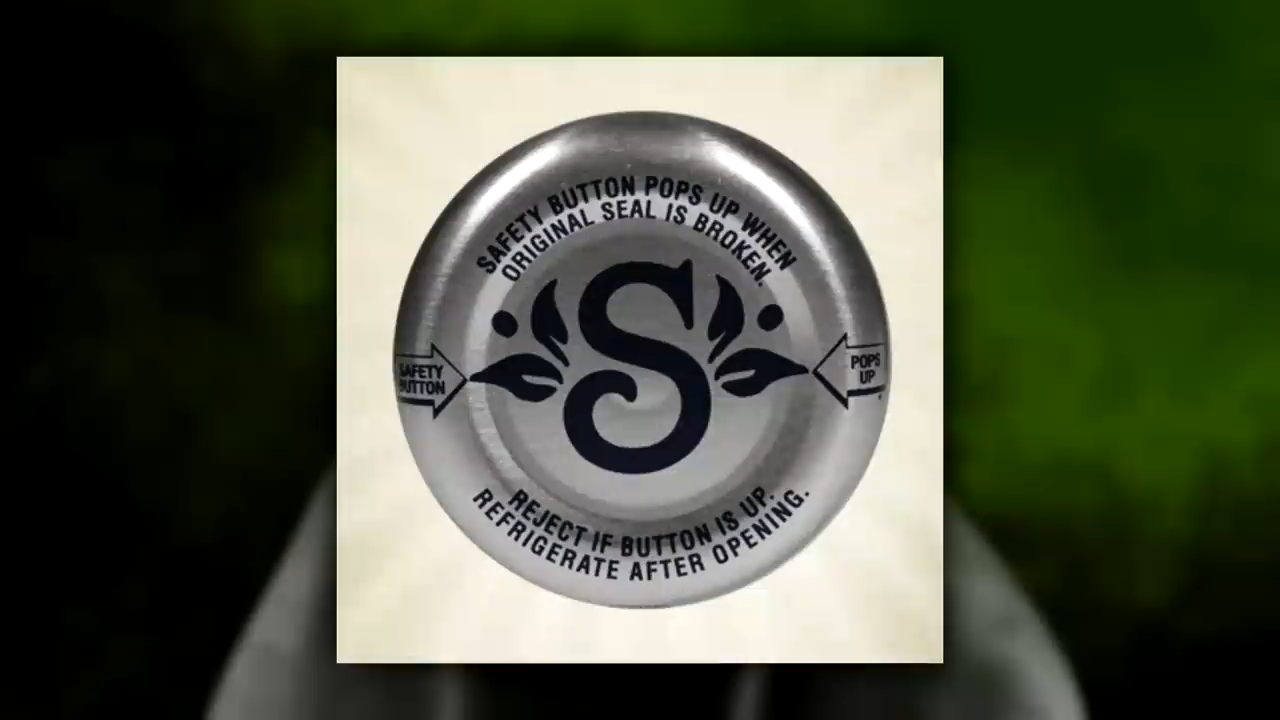 SAFETY BUTTON POPS UP WHEN
ORIGINAL SEAL IS BROKEN.
S
SAFETY
BUTTON
POPS
UP
REJECT IF BUTTON IS UP.
REFRIGERATE AFTER OPENING.